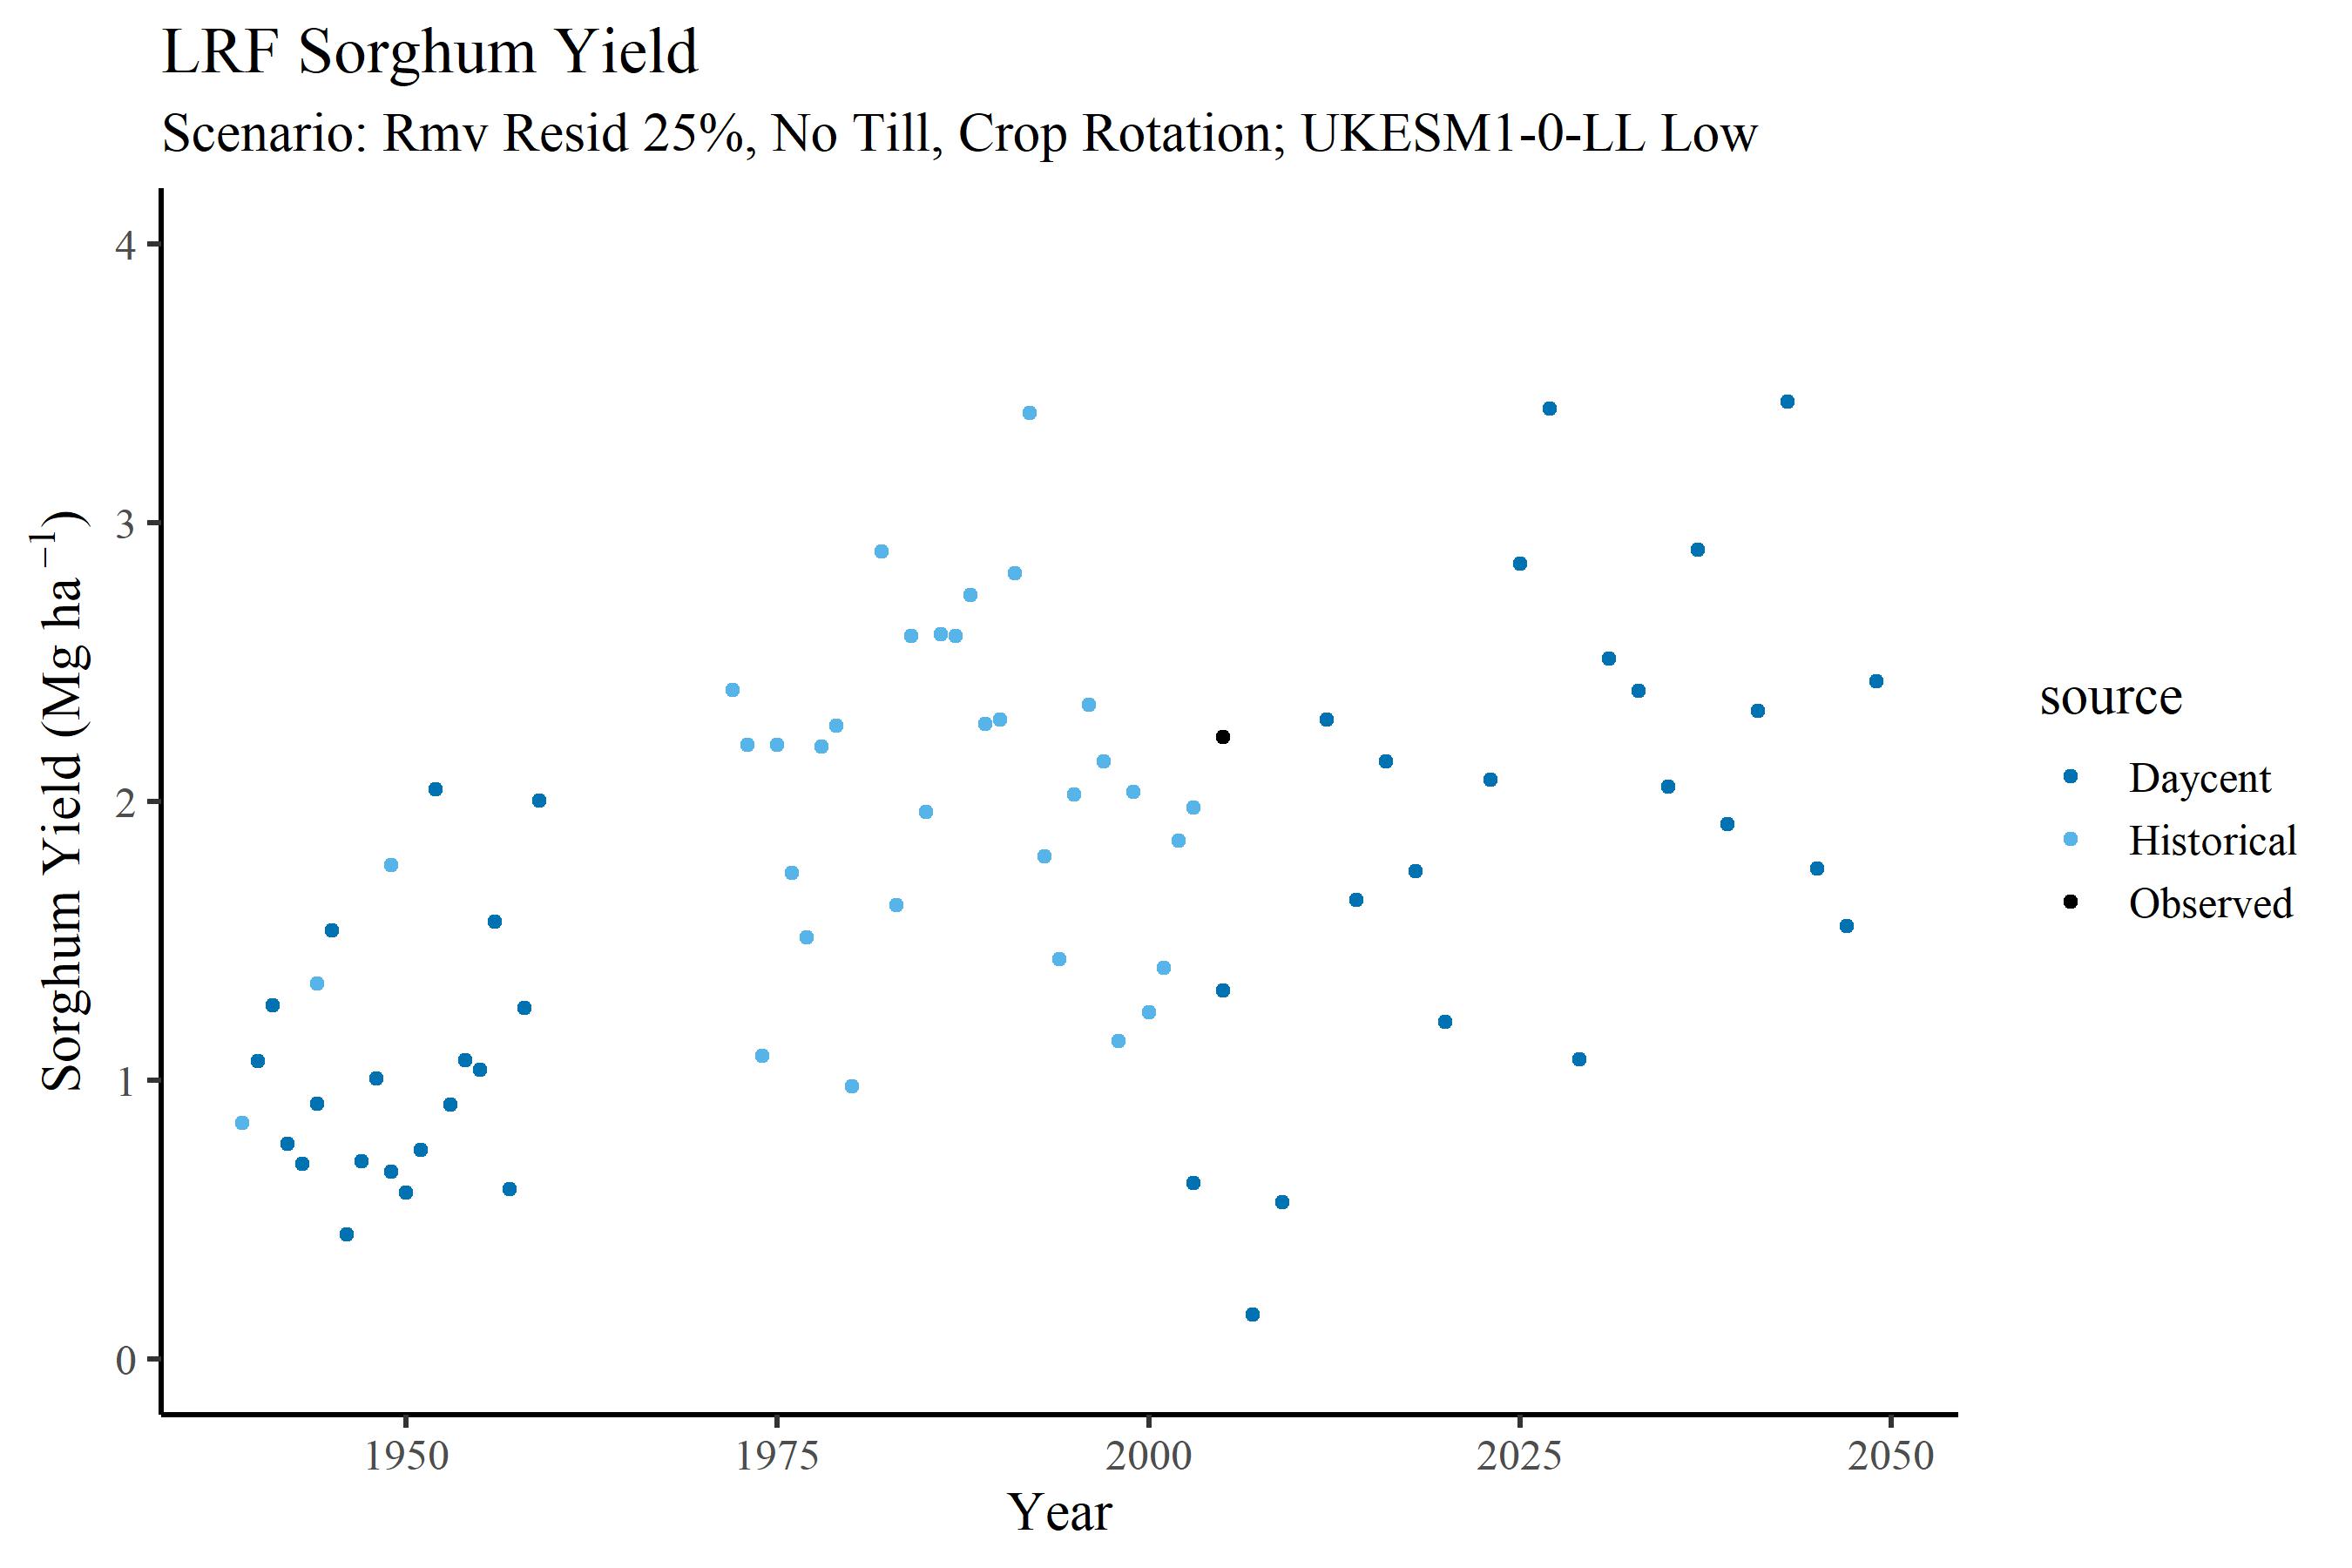 LRF Sorghum Yield
Scenario: Rmv Resid 25%, No Till, Crop Rotation; UKESM1-0-LL Low
Sorghum Yield (Mg ha⁻¹)
4
3
2
1
0
1950 1975 2000 2025 2050
Year
source
Daycent
Historical
Observed